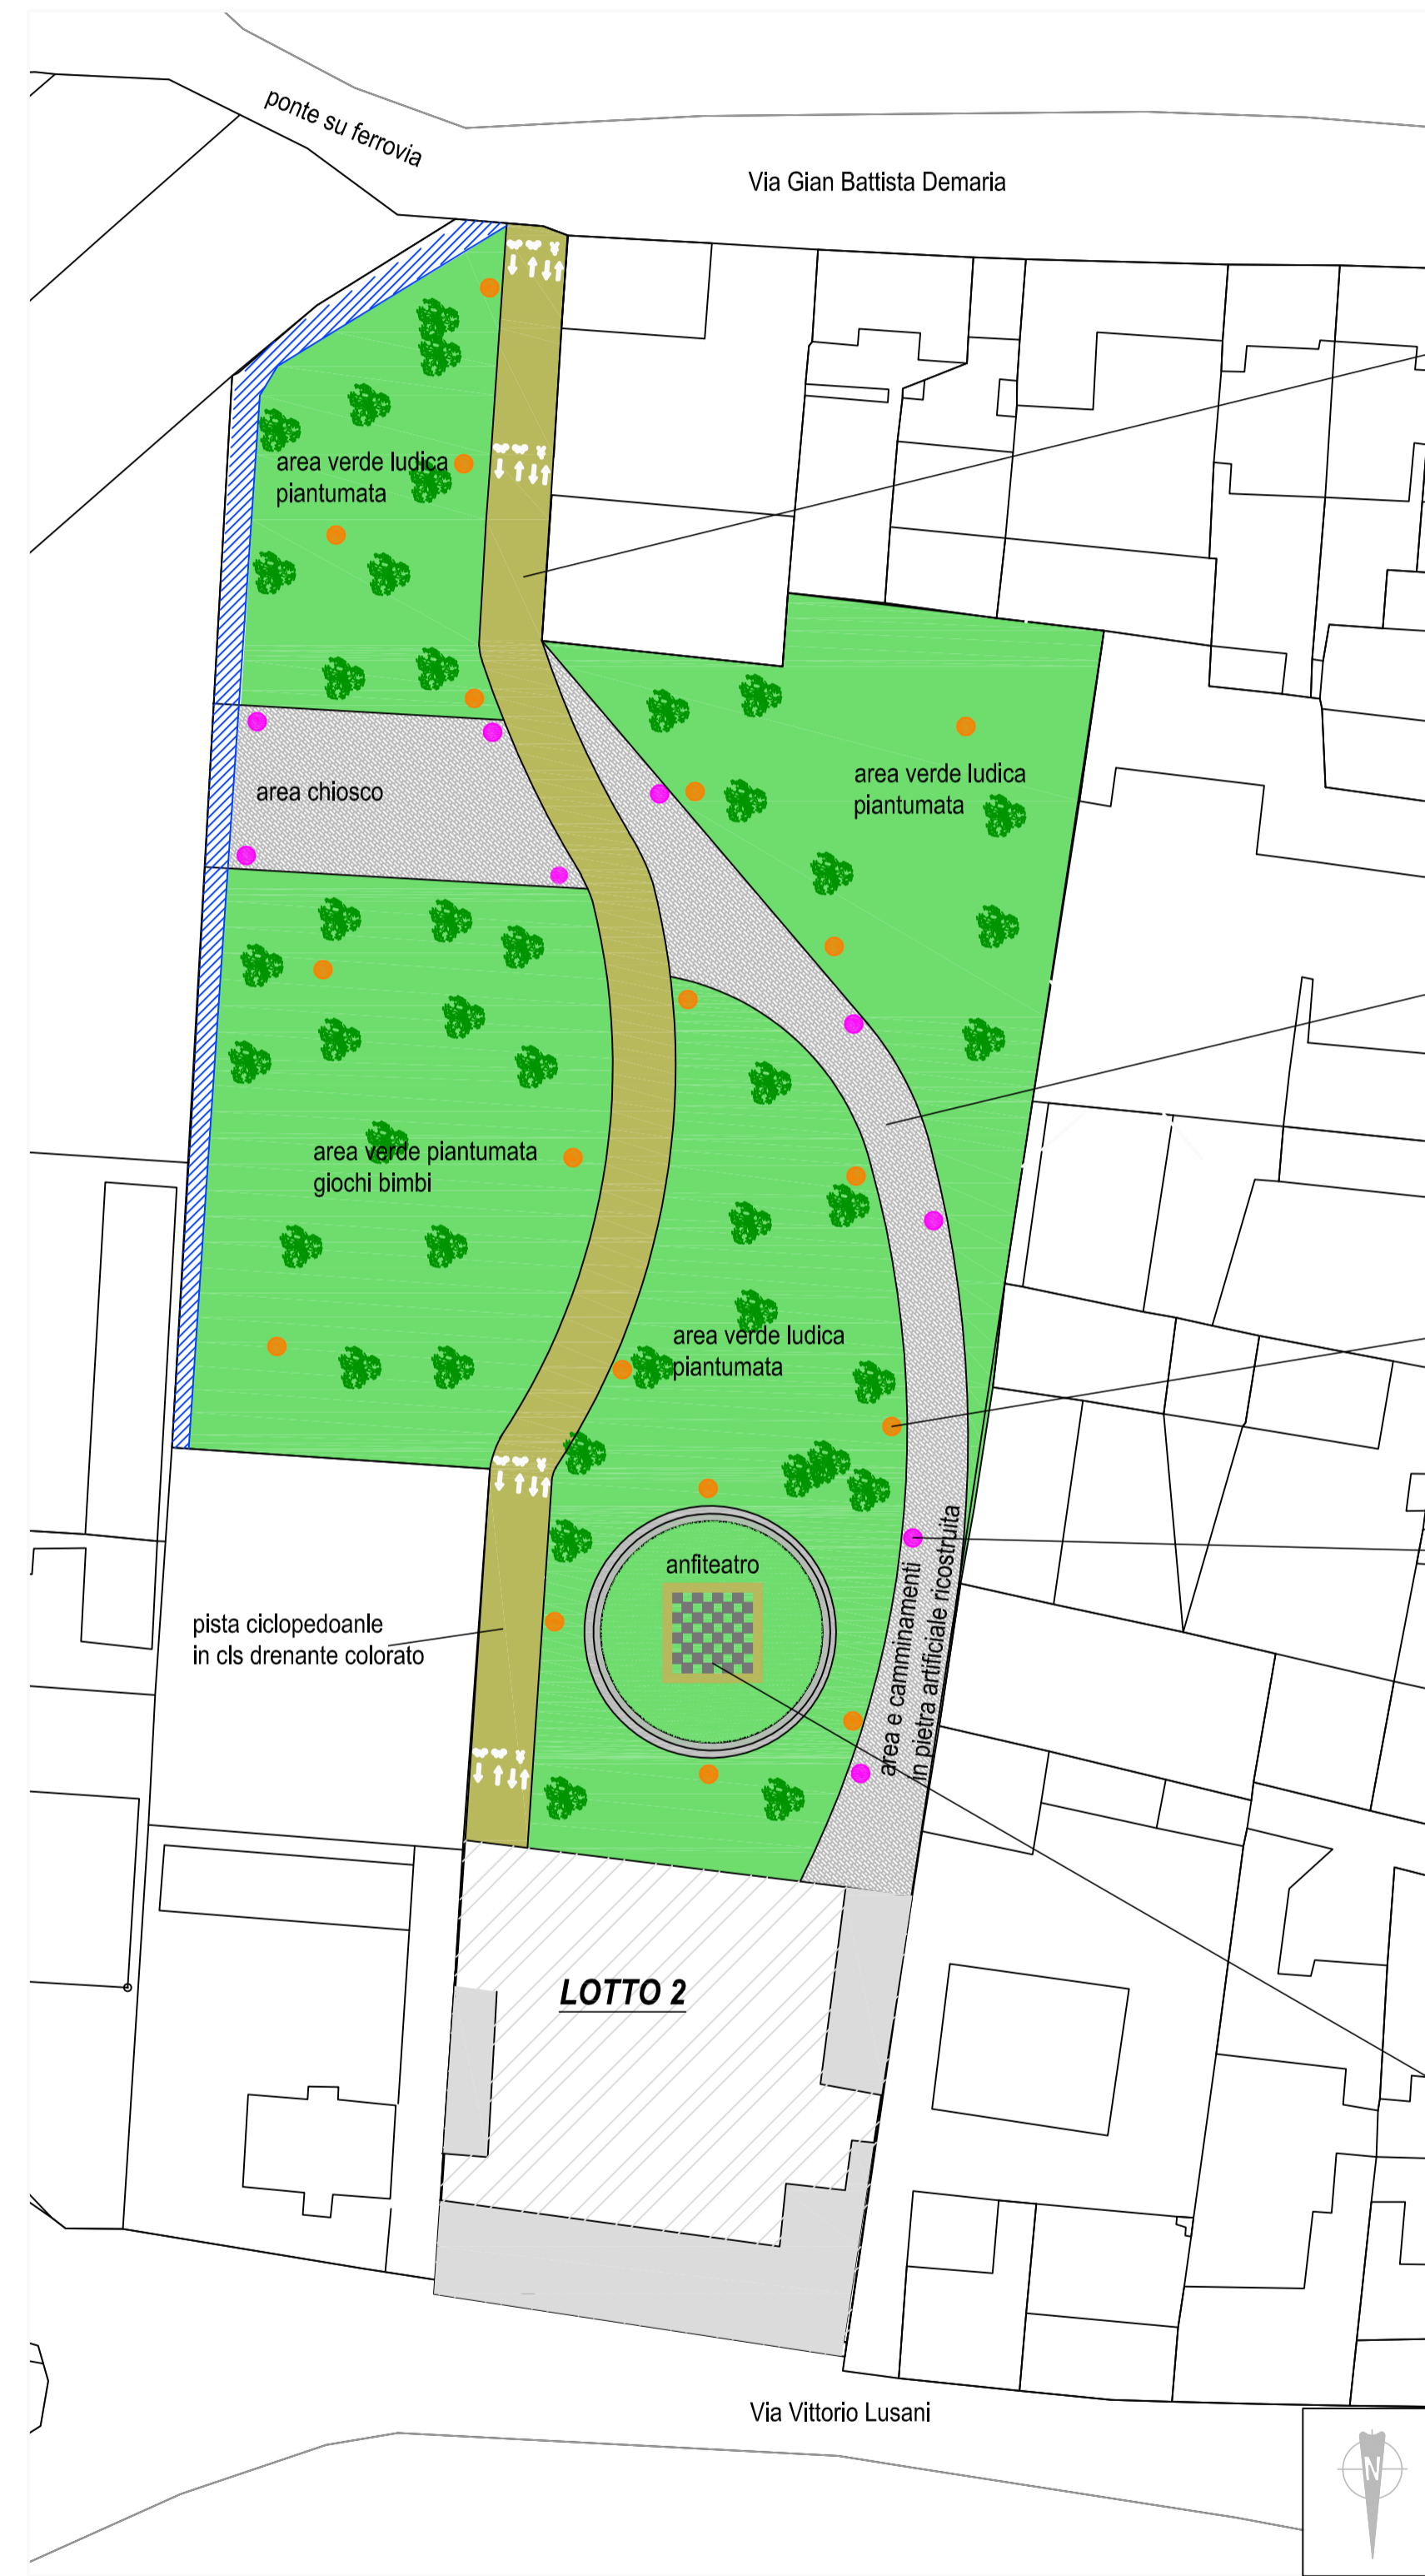 ponte su ferrovia
Via Gian Battista Demaria
area verde ludica
piantumata
area verde ludica
piantumata
area chiosco
area verde piantumata
giochi bimbi
area verde ludica
piantumata
anfiteatro
area e camminamenti
in pietra artificiale ricostruita
pista ciclopedoanle
in cls drenante colorato
LOTTO 2
Via Vittorio Lusani
N